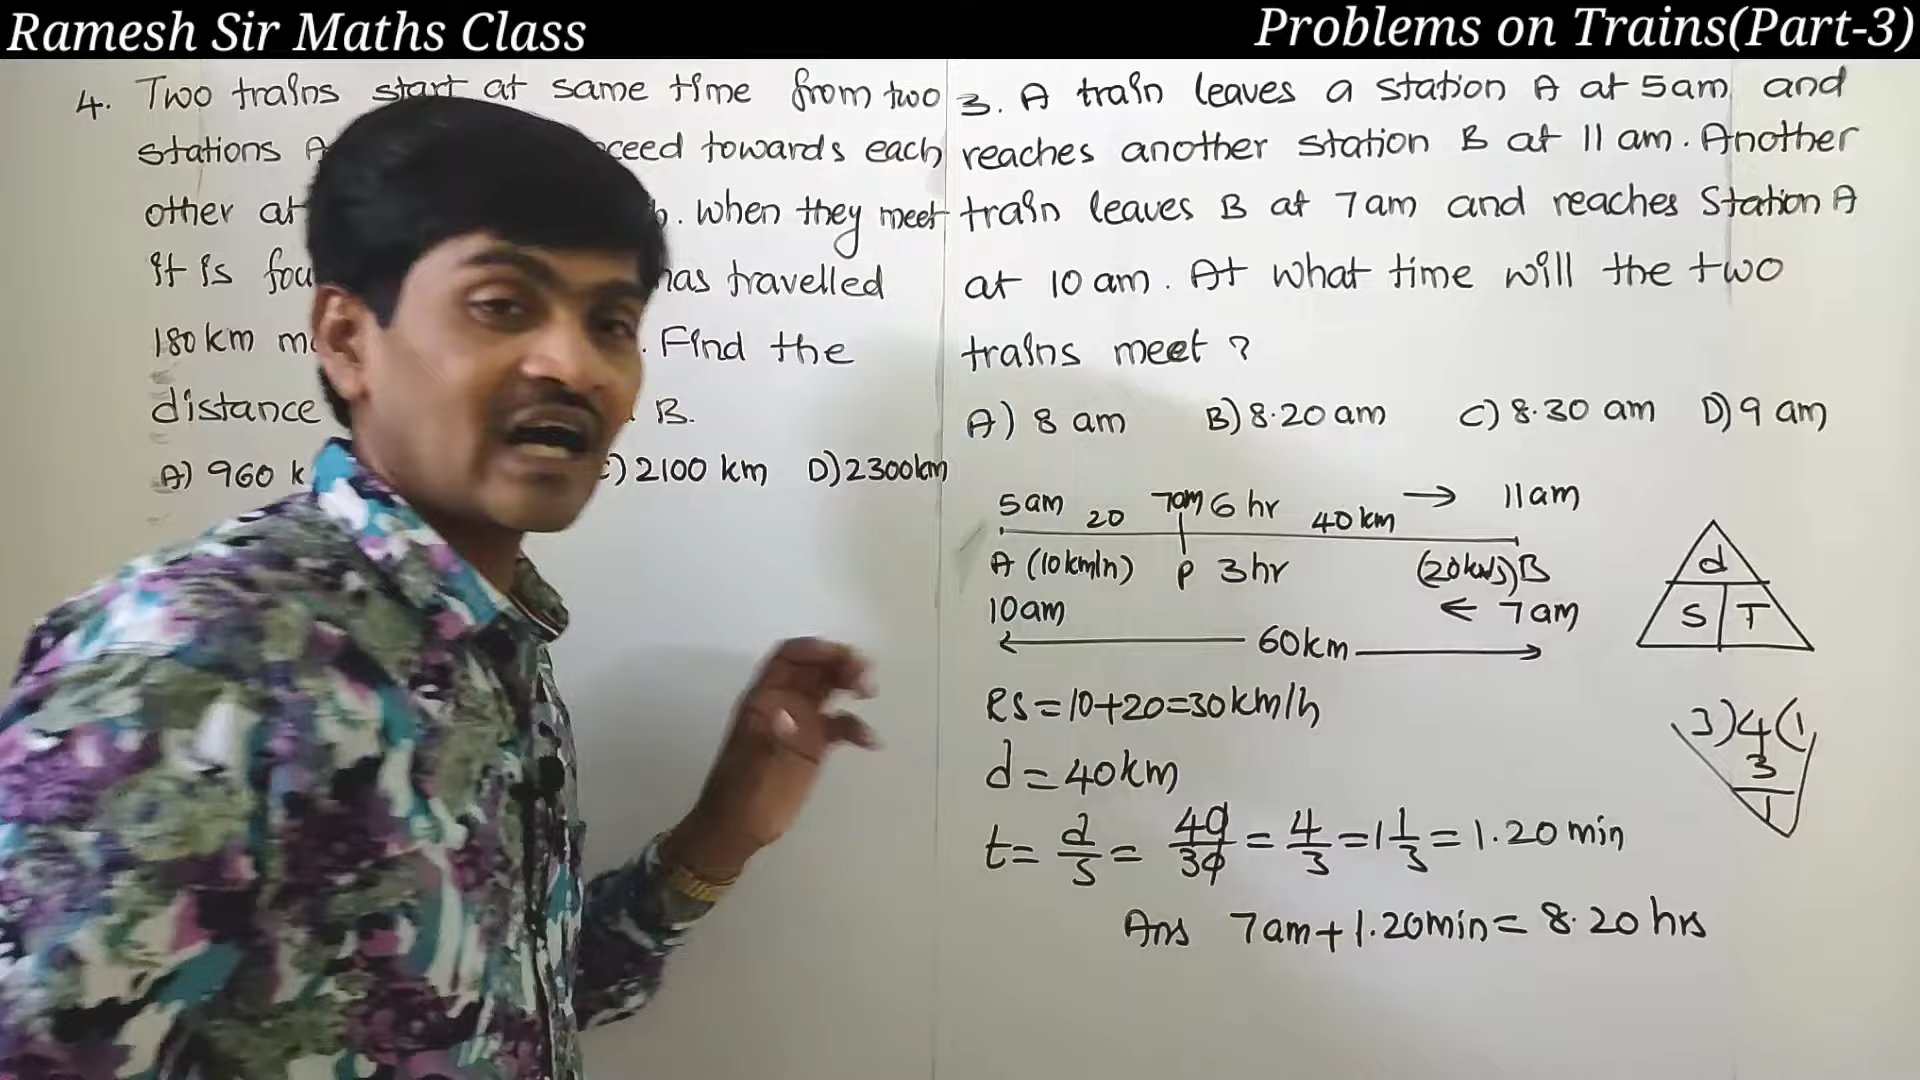 Ramesh Sir Maths Class
Problems on Trains(Part-3)
4. Two trains start at same time from two
stations A ceed towards each
other at . when they meet
it is fou has travelled
180 km m . Find the
distance B.
A) 960 k C) 2100 km D) 2300km
3. A train leaves a station A at 5am and
reaches another station B at 11 am. Another
train leaves B at 7am and reaches Station A
at 10 am. At what time will the two
trains meet ?
A) 8 am B) 8.20 am C) 8.30 am D) 9 am
5am 20 7am 6 hr 40 km → 11am
A (10km/h) P 3hr (20km/h) B
10am ← 7am
60km
d
S T
RS = 10+20=30km/h
d = 40km
3)4(1
3
1
t = d/s = 40/30 = 4/3 = 1 1/3 = 1.20 min
Ans 7am + 1.20min = 8.20 hrs